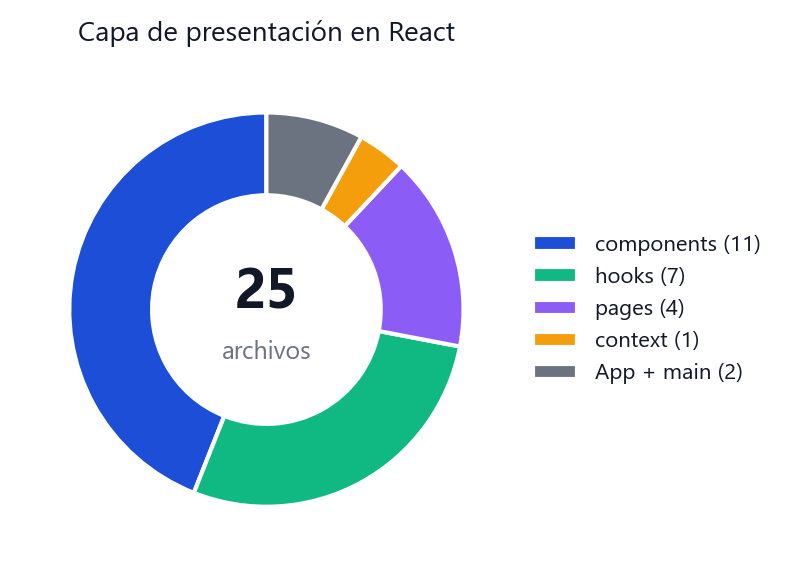 Capa de presentación en React
25
archivos
components (11)
hooks (7)
pages (4)
context (1)
App + main (2)